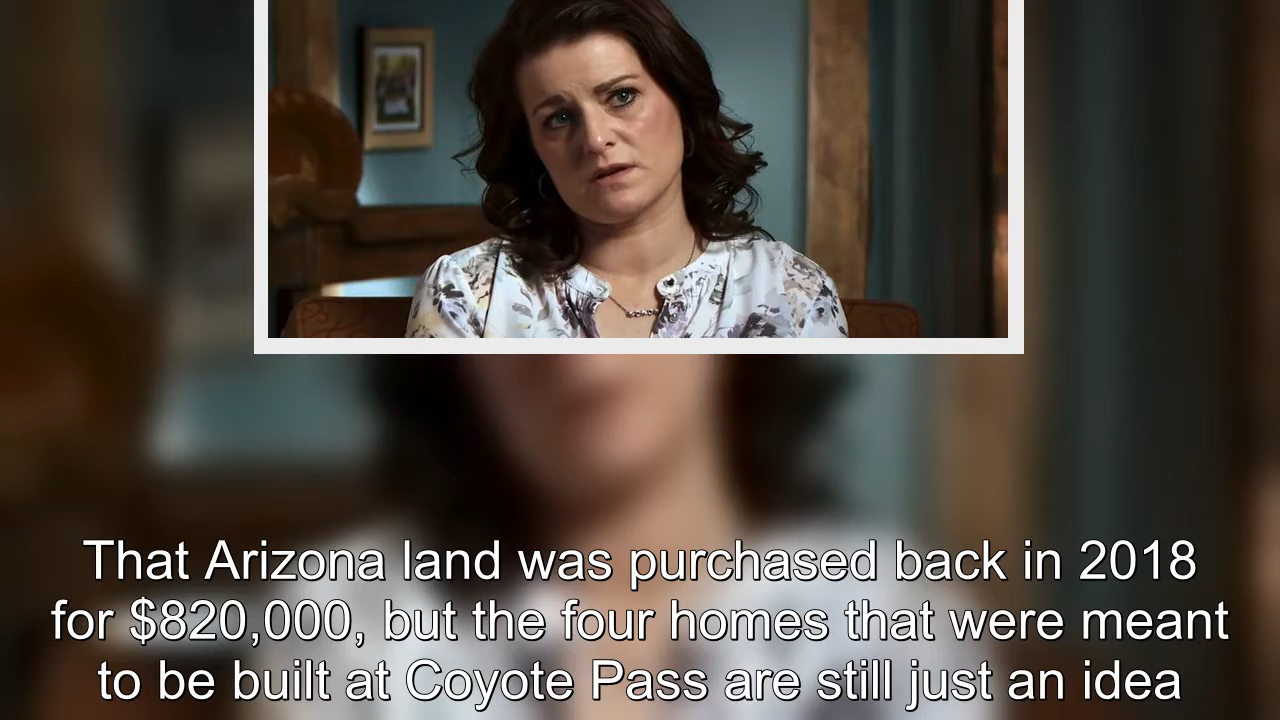 That Arizona land was purchased back in 2018
for $820,000, but the four homes that were meant
to be built at Coyote Pass are still just an idea